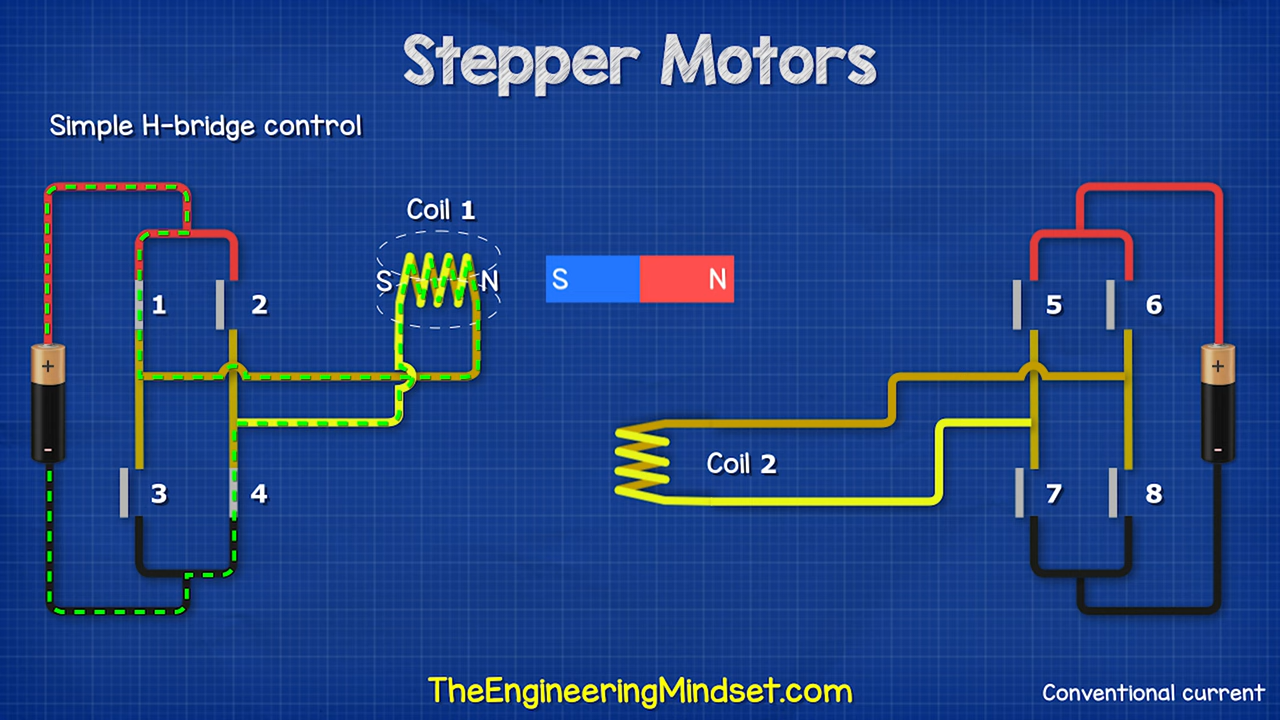 Stepper Motors
Simple H-bridge control
Coil 1
S N
S N
1 2
5 6
+
+
-
-
Coil 2
3 4
7 8
TheEngineeringMindset.com
Conventional current